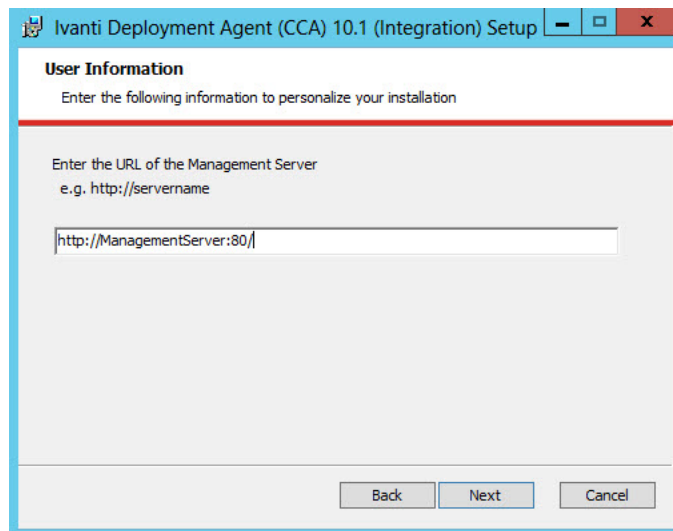 Ivanti Deployment Agent (CCA) 10.1 (Integration) Setup
User Information
Enter the following information to personalize your installation
Enter the URL of the Management Server
e.g. http://servername
http://ManagementServer:80/
Back Next Cancel